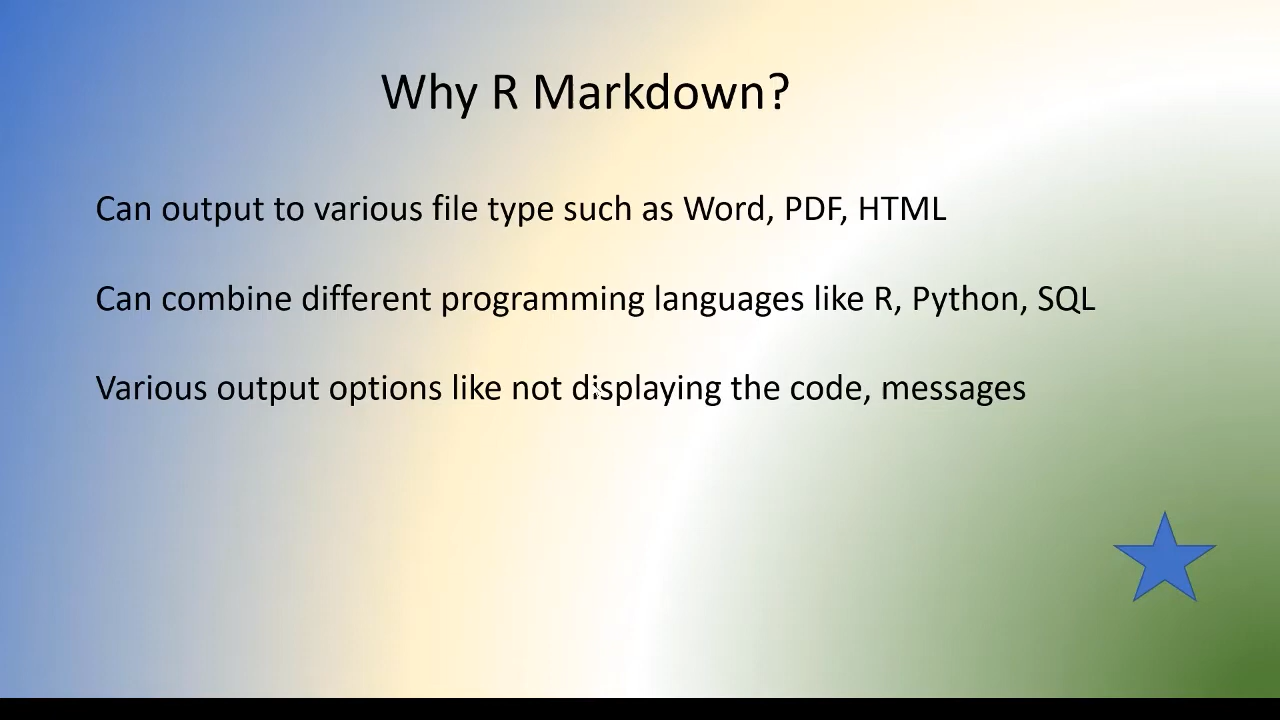 Why R Markdown?
Can output to various file type such as Word, PDF, HTML
Can combine different programming languages like R, Python, SQL
Various output options like not displaying the code, messages